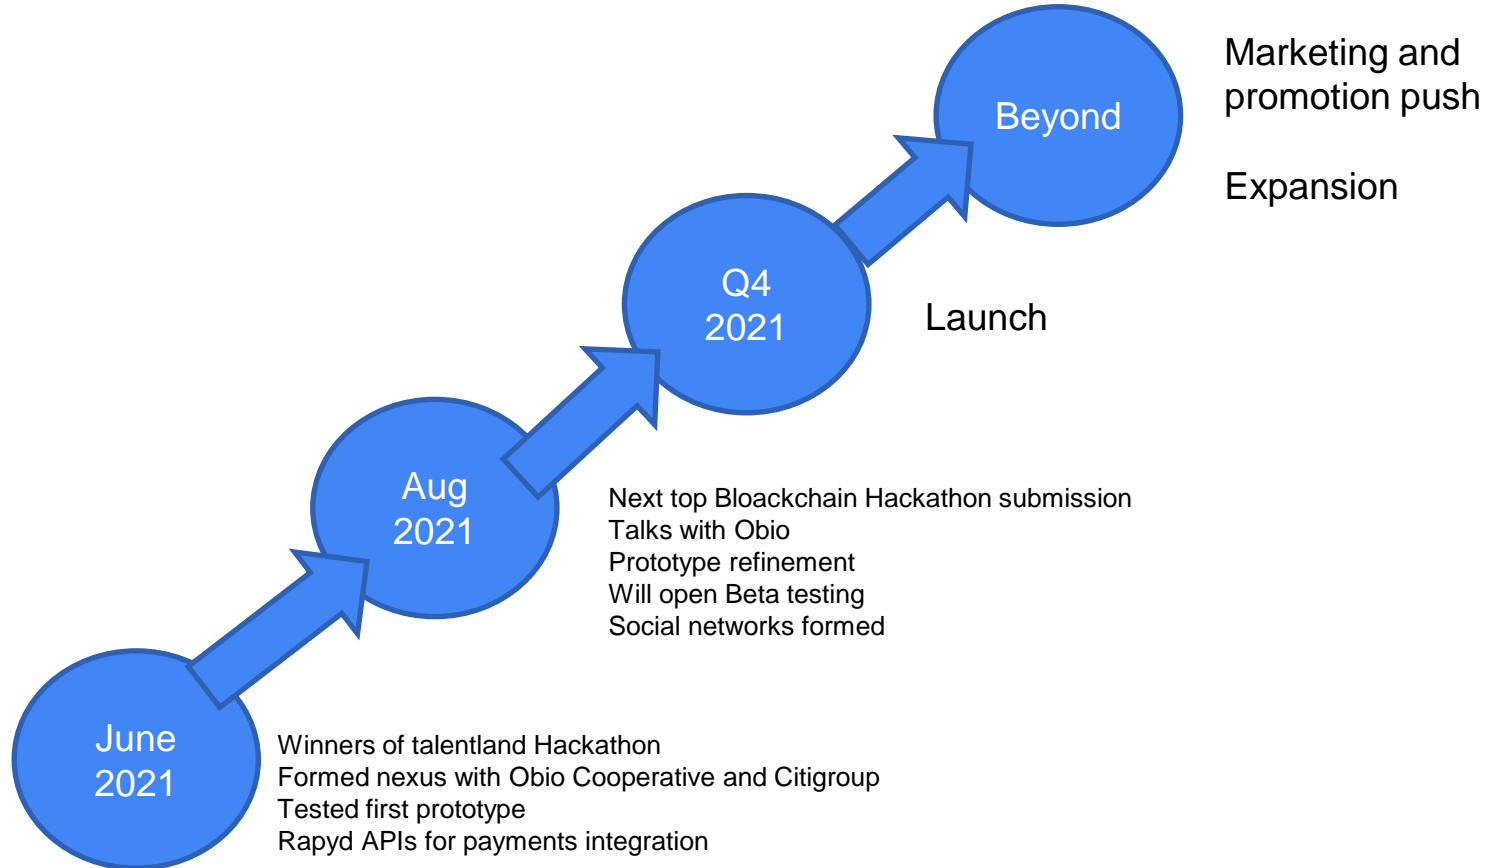 Marketing and
promotion push
Expansion
Beyond
Q4
2021
Launch
Aug
2021
Next top Bloackchain Hackathon submission
Talks with Obio
Prototype refinement
Will open Beta testing
Social networks formed
June
2021
Winners of talentland Hackathon
Formed nexus with Obio Cooperative and Citigroup
Tested first prototype
Rapyd APIs for payments integration